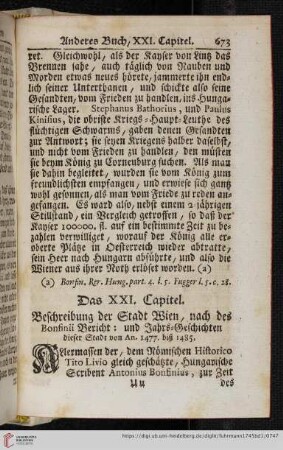 Anderes Buch, XXI. Capitel. 673
ret. Gleichwohl, als der Kayser von Lintz das
Brennen sahe, auch täglich von Rauben und
Morden etwas neues hörete, jammerte ihn end-
lich seiner Unterthanen, und schickte also seine
Gesandten, vom Frieden zu handlen, ins Hunga-
rische Lager. Stephanus Bathorius, und Paulus
Kinisius, die obriste Kriegs-Haupt-Leuthe des
flüchtigen Schwarms, gaben denen Gesandten
zur Antwort; sie seyen Kriegens halber daselbst,
und nicht vom Frieden zu handlen, den müsten
sie beym König zu Cornenburg suchen. Als man
sie dahin begleitet, wurden sie vom König zum
freundlichsten empfangen, und erwiese sich gantz
wohl gesonnen, als man vom Friede zu reden an-
gefangen. Es ward also, nebst einem 2 jährigen
Stillstand, ein Vergleich getroffen, so daß der
Kayser 100000. fl. auf ein bestimmte Zeit zu be-
zahlen verwilliget, worauf der König alle er-
oberte Plätze in Oesterreich wieder abtratte,
sein Heer nach Hungarn abführte, und also die
Wiener aus ihrer Noth erlöset worden. (a)
(a) Bonfin. Rer. Hung. part. 4. l. 5. Fugger l. 5. c. 28.
Das XXI. Capitel.
Beschreibung der Stadt Wien, nach des
Bonfinii Bericht: und Jahrs-Geschichten
dieser Stadt von An. 1477. biß 1485.
Allermassen der, dem Römischen Historico
Tito Livio gleich geschätzte, Hungarische
Scribent Antonius Bonfinius, zur Zeit
Uu des